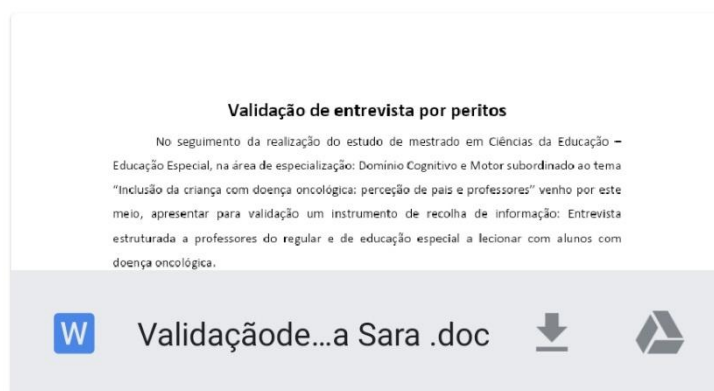 Validação de entrevista por peritos
No seguimento da realização do estudo de mestrado em Ciências da Educação –
Educação Especial, na área de especialização: Domínio Cognitivo e Motor subordinado ao tema
“Inclusão da criança com doença oncológica: perceção de pais e professores” venho por este
meio, apresentar para validação um instrumento de recolha de informação: Entrevista
estruturada a professores do regular e de educação especial a lecionar com alunos com
doença oncológica.
W
Validaçãode...a Sara .doc